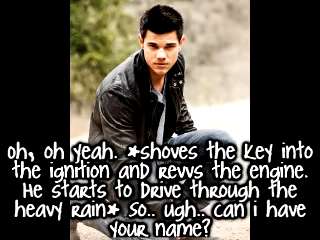 oh, oh yeah. *shoves the key into
the ignition and revvs the engine.
He starts to drive through the
heavy rain* So.. ugh.. can i have
your name?